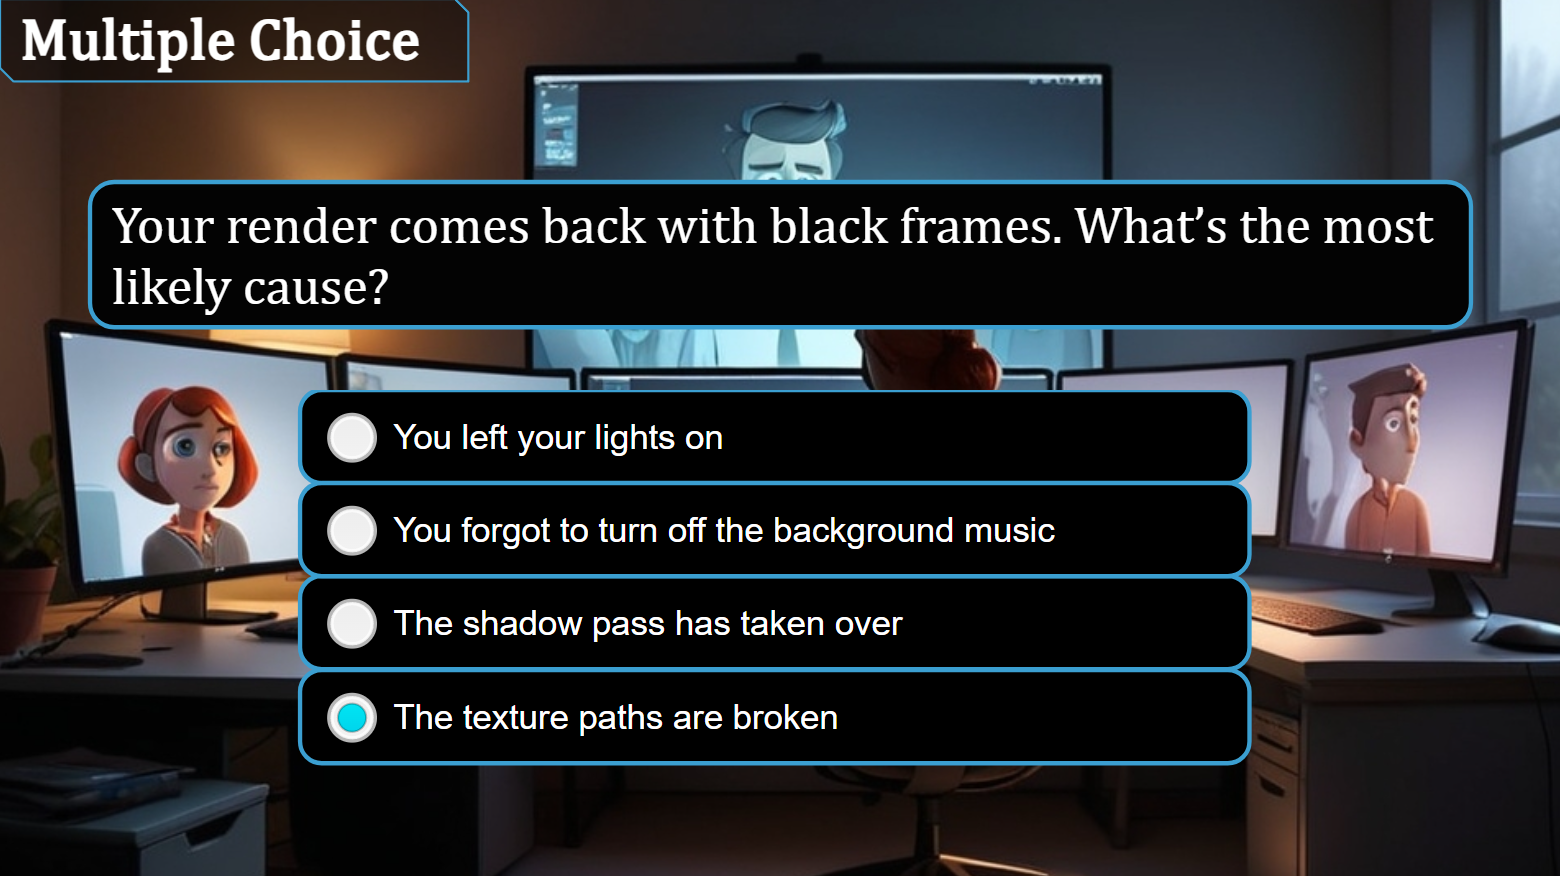 Multiple Choice
Your render comes back with black frames. What’s the most
likely cause?
You left your lights on
You forgot to turn off the background music
The shadow pass has taken over
The texture paths are broken